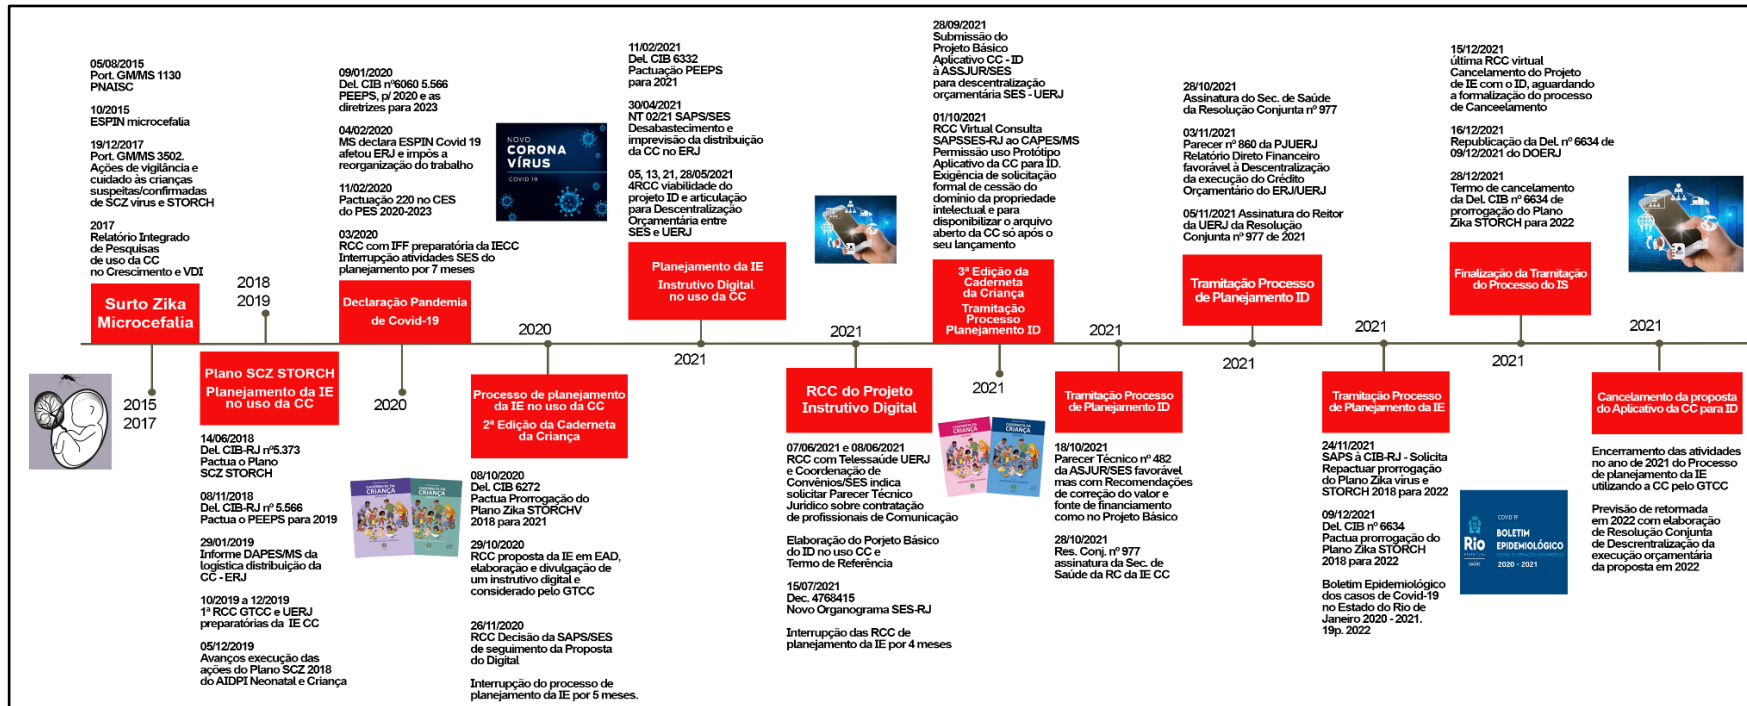 05/08/2015
Port. GM/MS 1130
PNAISC
10/2015
ESPIN microcefalia
19/12/2017
Port. GM/MS 3502.
Ações de vigilância e
cuidado às crianças
suspeitas/confirmadas
de SCZ vírus e STORCH
2017
Relatório Integrado
de Pesquisas
de uso da CC
no Crescimento e VDI
Surto Zika
Microcefalia
2015
2017
2018
2019
Plano SCZ STORCH
Planejamento da IE
no uso da CC
14/06/2018
Del. CIB-RJ nº5.373
Pactua o Plano
SCZ STORCH
08/11/2018
Del. CIB-RJ nº 5.566
Pactua o PEEPS para 2019
29/01/2019
Informe DAPES/MS da
logística distribuição da
CC - ERJ
10/2019 a 12/2019
1ª RCC GTCC e UERJ
preparatórias da IE CC
05/12/2019
Avanços execução das
ações do Plano SCZ 2018
do AIDPI Neonatal e Criança
09/01/2020
Del. CIB nº6060 5.566
PEEPS, p/ 2020 e as
diretrizes para 2023
04/02/2020
MS declara ESPIN Covid 19
afetou ERJ e impôs a
reorganização do trabalho
11/02/2020
Pactuação 220 no CES
do PES 2020-2023
03/2020
RCC com IFF preparatória da IECC
Interrupção atividades SES do
planejamento por 7 meses
Declaração Pandemia
de Covid-19
2020
NOVO
CORONA
VÍRUS
COVID 19
2020
Processo de planejamento
da IE no uso da CC
2ª Edição da Caderneta
da Criança
CADERNETA DA
CRIANÇA
CADERNETA DA
CRIANÇA
08/10/2020
Del. CIB 6272
Pactua Prorrogação do
Plano Zika STORCHV
2018 para 2021
29/10/2020
RCC proposta da IE em EAD,
elaboração e divulgação de
um instrutivo digital e
considerado pelo GTCC
26/11/2020
RCC Decisão da SAPS/SES
de seguimento da Proposta
do Digital
Interrupção do processo de
planejamento da IE por 5 meses.
11/02/2021
Del. CIB 6332
Pactuação PEEPS
para 2021
30/04/2021
NT 02/21 SAPS/SES
Desabastecimento e
imprevisão da distribuição
da CC no ERJ
05, 13, 21, 28/05/2021
4RCC viabilidade do
projeto ID e articulação
para Descentralização
Orçamentária entre
SES e UERJ
Planejamento da IE
Instrutivo Digital
no uso da CC
2021
2021
RCC do Projeto
Instrutivo Digital
07/06/2021 e 08/06/2021
RCC com Telessaúde UERJ
e Coordenação de
Convênios/SES indica
solicitar Parecer Técnico
Jurídico sobre contratação
de profissionais de Comunicação
Elaboração do Porjeto Básico
do ID no uso CC e
Termo de Referência
15/07/2021
Dec. 4768415
Novo Organograma SES-RJ
Interrupção das RCC de
planejamento da IE por 4 meses
28/09/2021
Submissão do
Projeto Básico
Aplicativo CC - ID
à ASSJUR/SES
para descentralização
orçamentária SES - UERJ
01/10/2021
RCC Virtual Consulta
SAPSSES-RJ ao CAPES/MS
Permissão uso Protótipo
Aplicativo da CC para ID.
Exigência de solicitação
formal de cessão do
domínio da propriedade
intelectual e para
disponibilizar o arquivo
aberto da CC só após o
seu lançamento
3ª Edição da
Caderneta
da Criança
Tramitação
Processo
Planejamento ID
2021
CADERNETA DA
CRIANÇA
CADERNETA DA
CRIANÇA
2021
Tramitação Processo
de Planejamento ID
18/10/2021
Parecer Técnico nº 482
da ASJUR/SES favorável
mas com Recomendações
de correção do valor e
fonte de financiamento
como no Projeto Básico
28/10/2021
Res. Conj. nº 977
assinatura da Sec. de
Saúde da RC da IE CC
28/10/2021
Assinatura do Sec. de Saúde
da Resolução Conjunta nº 977
03/11/2021
Parecer nº 860 da PJUERJ
Relatório Direto Financeiro
favorável à Descentralização
da execução do Crédito
Orçamentário do ERJ/UERJ
05/11/2021 Assinatura do Reitor
da UERJ da Resolução
Conjunta nº 977 de 2021
Tramitação Processo
de Planejamento ID
2021
2021
Tramitação Processo
de Planejamento da IE
24/11/2021
SAPS à CIB-RJ - Solicita
Repactuar prorrogação
do Plano Zika vírus e
STORCH 2018 para 2022
09/12/2021
Del. CIB nº 6634
Pactua prorrogação do
Plano Zika STORCH
2018 para 2022
Boletim Epidemiológico
dos casos de Covid-19
no Estado do Rio de
Janeiro 2020 - 2021.
19p. 2022
Rio
PREFEITURA
SAÚDE
COVID 19
BOLETIM
EPIDEMIOLÓGICO
2020 - 2021
15/12/2021
última RCC virtual
Cancelamento do Projeto
de IE com o ID, aguardando
a formalização do processo
de Canceelamento
16/12/2021
Republicação da Del. nº 6634 de
09/12/2021 do DOERJ
28/12/2021
Termo de cancelamento
da Del. CIB nº 6634 de
prorrogação do Plano
Zika STORCH para 2022
Finalização da Tramitação
do Processo do IS
2021
2021
Cancelamento da proposta
do Aplicativo da CC para ID
Encerramento das atividades
no ano de 2021 do Processo
de planejamento da IE
utilizando a CC pelo GTCC
Previsão de retormada
em 2022 com elaboração
de Resolução Conjunta
de Descrentralização da
execução orçamentária
da proposta em 2022